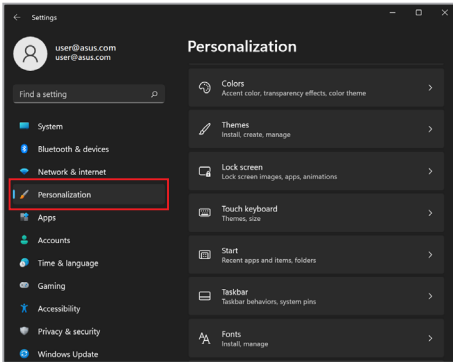 Settings
user@asus.com
user@asus.com
Find a setting
System
Bluetooth & devices
Network & internet
Personalization
Apps
Accounts
Time & language
Gaming
Accessibility
Privacy & security
Windows Update
Personalization
Colors
Accent color, transparency effects, color theme
Themes
Install, create, manage
Lock screen
Lock screen images, apps, animations
Touch keyboard
Themes, size
Start
Recent apps and items, folders
Taskbar
Taskbar behaviors, system pins
Fonts
Install, manage